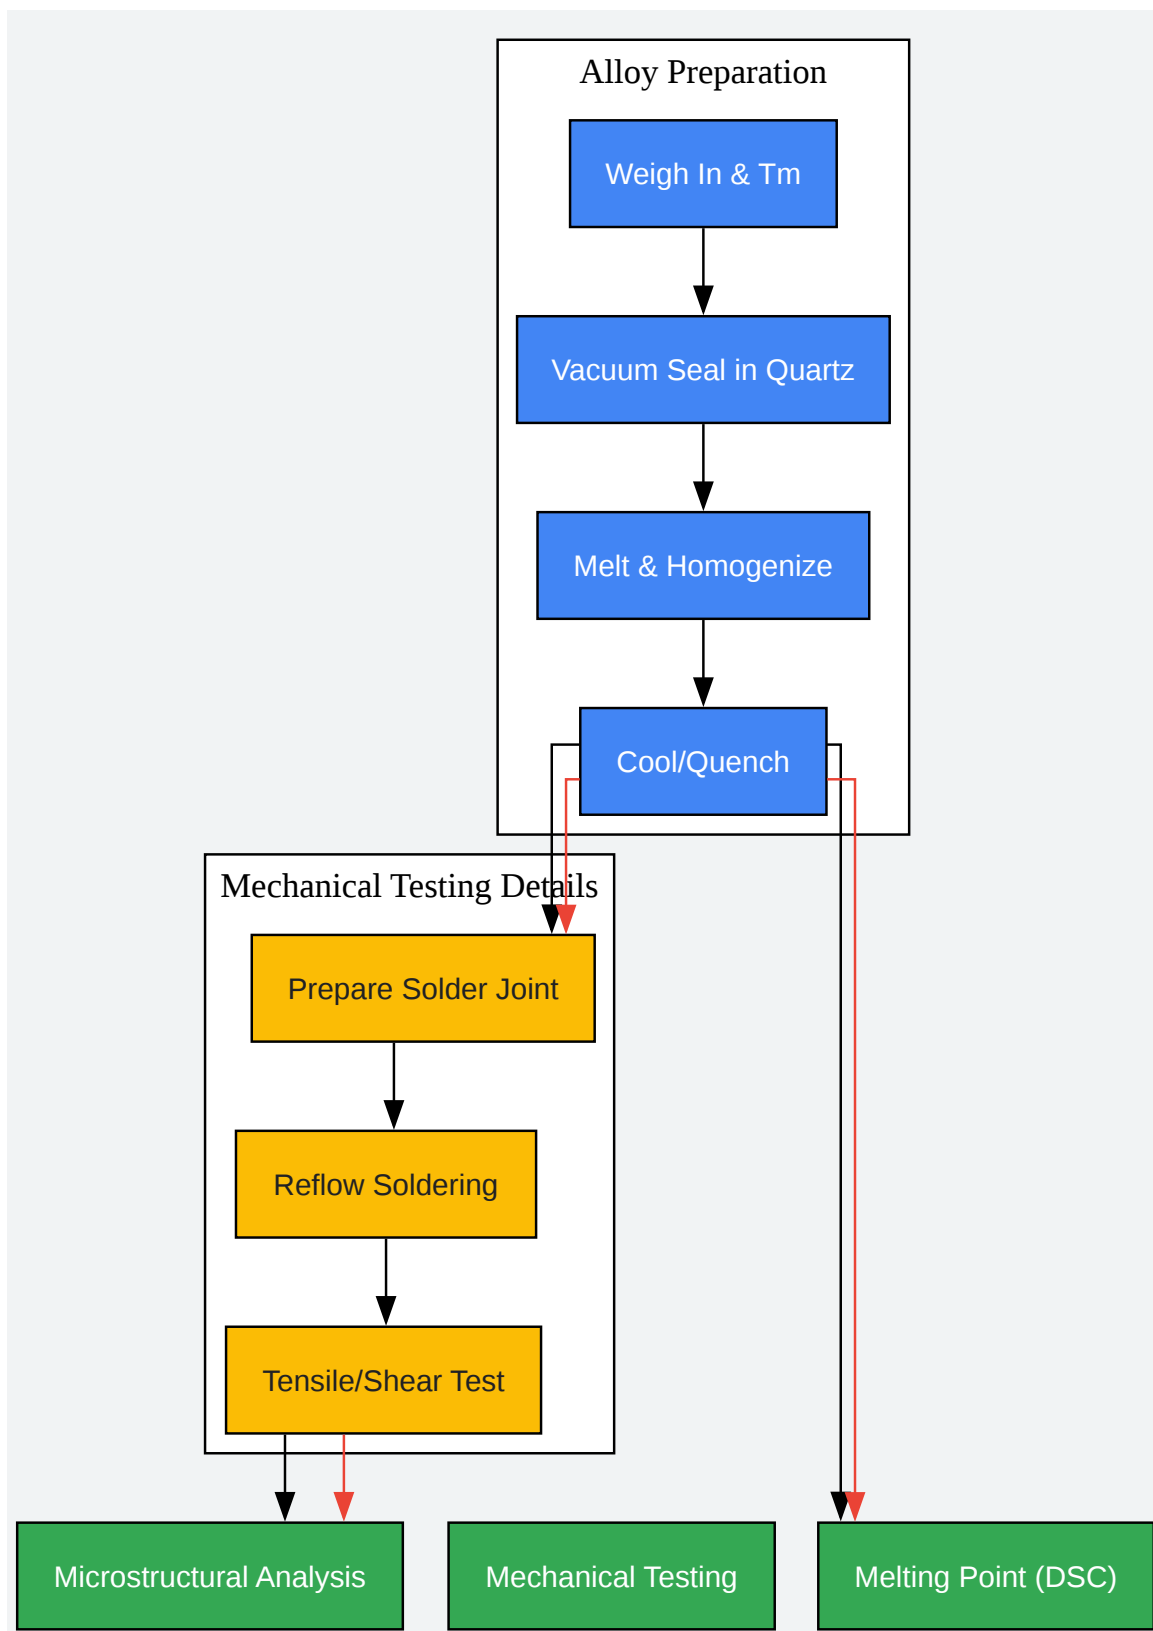 Alloy Preparation
Weigh In & Tm
Vacuum Seal in Quartz
Melt & Homogenize
Cool/Quench
Mechanical Testing Details
Prepare Solder Joint
Reflow Soldering
Tensile/Shear Test
Microstructural Analysis
Mechanical Testing
Melting Point (DSC)